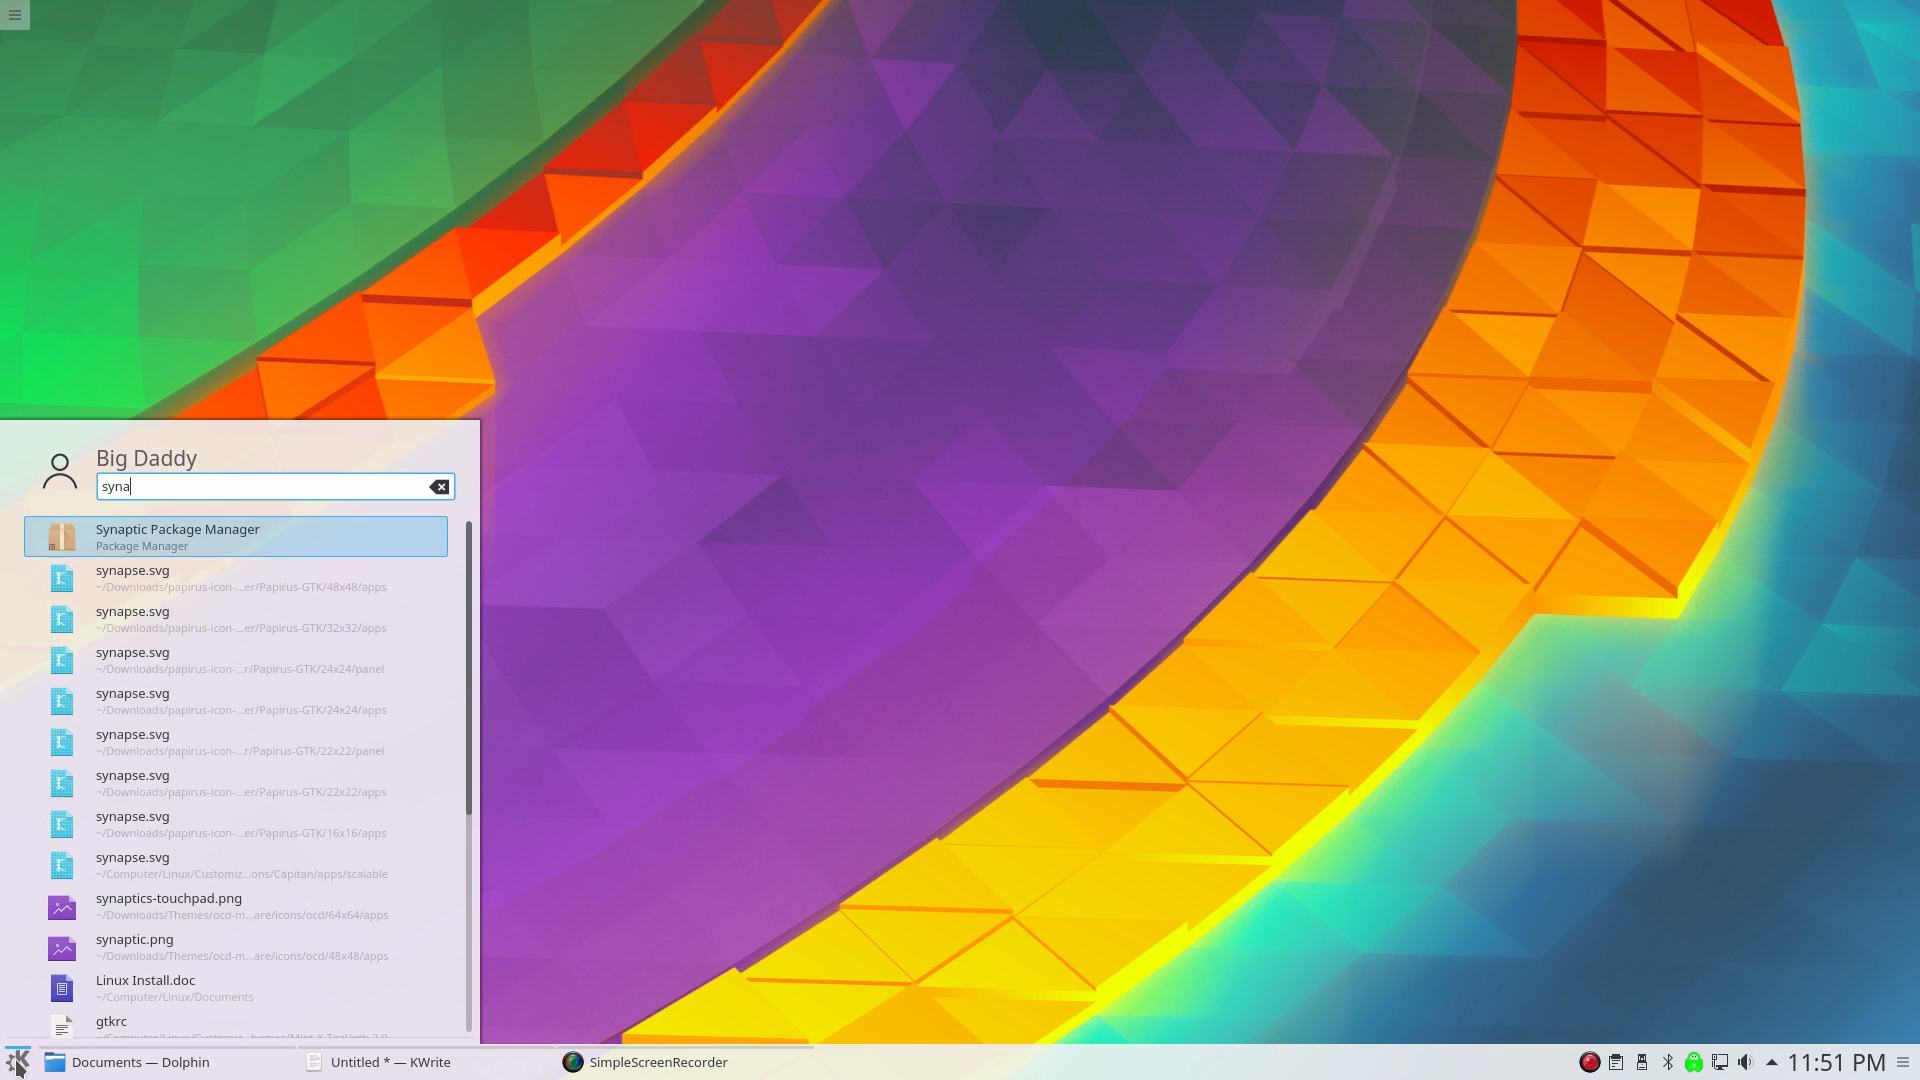 Big Daddy
syna
Synaptic Package Manager
Package Manager
synapse.svg
~/Downloads/papirus-icon-...er/Papirus-GTK/48x48/apps
synapse.svg
~/Downloads/papirus-icon-...er/Papirus-GTK/32x32/apps
synapse.svg
~/Downloads/papirus-icon-...r/Papirus-GTK/24x24/panel
synapse.svg
~/Downloads/papirus-icon-...er/Papirus-GTK/24x24/apps
synapse.svg
~/Downloads/papirus-icon-...r/Papirus-GTK/22x22/panel
synapse.svg
~/Downloads/papirus-icon-...er/Papirus-GTK/22x22/apps
synapse.svg
~/Downloads/papirus-icon-...er/Papirus-GTK/16x16/apps
synapse.svg
~/Computer/Linux/Customiz...ons/Capitan/apps/scalable
synaptics-touchpad.png
~/Downloads/Themes/ocd-m...are/icons/ocd/64x64/apps
synaptic.png
~/Downloads/Themes/ocd-m...are/icons/ocd/48x48/apps
Linux Install.doc
~/Computer/Linux/Documents
gtkrc
Documents — Dolphin
Untitled * — KWrite
SimpleScreenRecorder
11:51 PM